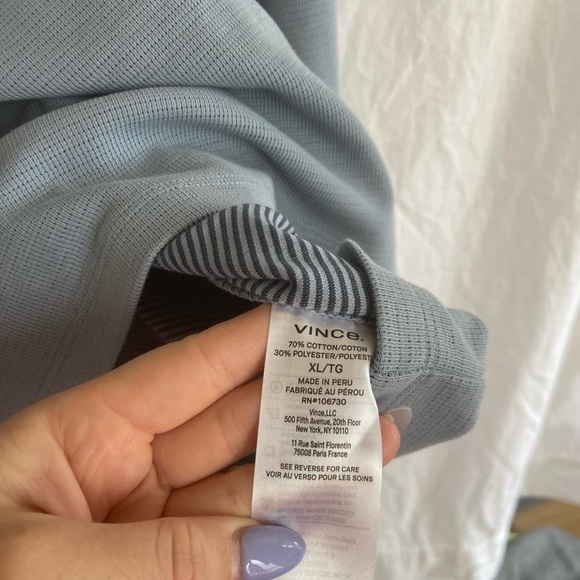 VINCE.
70% COTTON/COTON
30% POLYESTER/POLYEST
XL/TG
MADE IN PERU
FABRIQUÉ AU PÉROU
RN#106730
Vince,LLC
500 Fifth Avenue, 20th Floor
New York, NY 10110
11 Rue Saint Florentin
75008 Paris France
SEE REVERSE FOR CARE
VOIR AU VERSO POUR LES SOINS